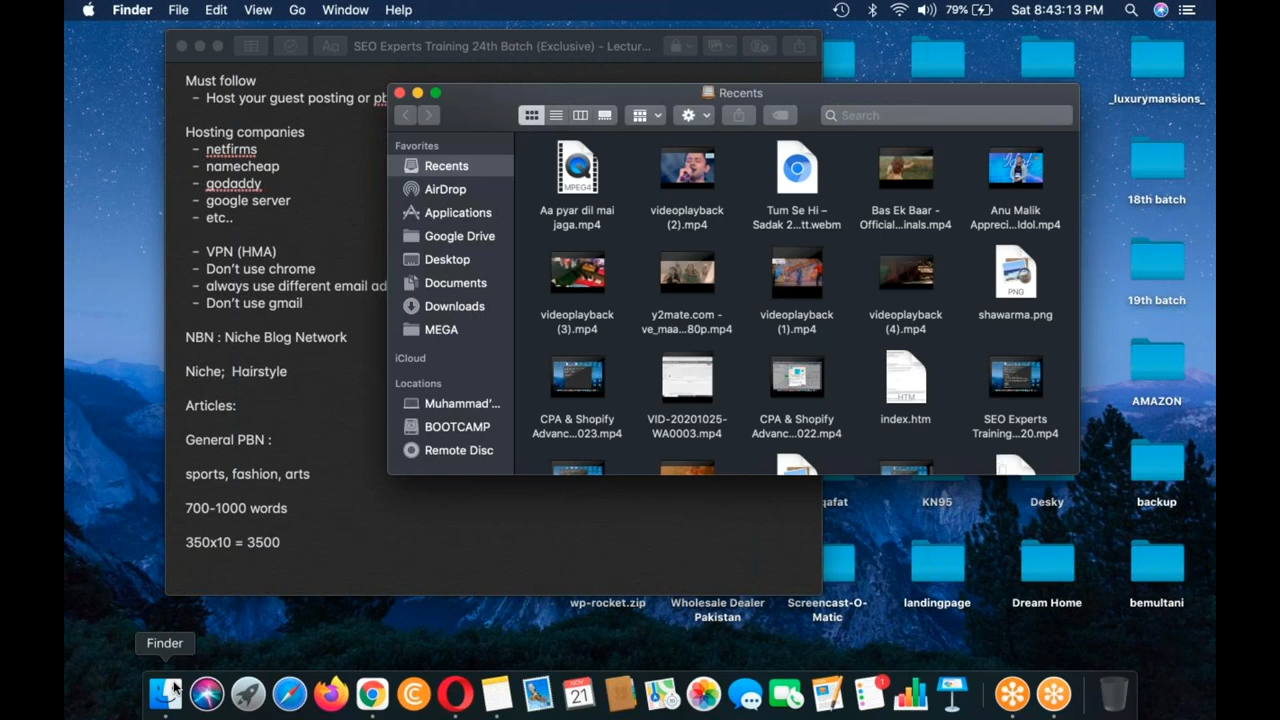 Finder File Edit View Go Window Help
79% Sat 8:43:13 PM
SEO Experts Training 24th Batch (Exclusive) - Lectur...
Must follow
- Host your guest posting or pb
Hosting companies
- netfirms
- namecheap
- godaddy
- google server
- etc..
- VPN (HMA)
- Don't use chrome
- always use different email ad
- Don't use gmail
NBN : Niche Blog Network
Niche; Hairstyle
Articles:
General PBN :
sports, fashion, arts
700-1000 words
350x10 = 3500
Recents
Search
Favorites
Recents
AirDrop
Applications
Google Drive
Desktop
Documents
Downloads
MEGA
iCloud
Locations
Muhammad'...
BOOTCAMP
Remote Disc
MPEG4
Aa pyar dil mai
jaga.mp4
videoplayback
(2).mp4
Tum Se Hi –
Sadak 2...tt.webm
Bas Ek Baar -
Official...inals.mp4
Anu Malik
Appreci...Idol.mp4
videoplayback
(3).mp4
y2mate.com -
ve_maa...80p.mp4
videoplayback
(1).mp4
videoplayback
(4).mp4
PNG
shawarma.png
CPA & Shopify
Advanc...023.mp4
VID-20201025-
WA0003.mp4
CPA & Shopify
Advanc...022.mp4
HTM
index.htm
SEO Experts
Training...20.mp4
_luxurymansions_
18th batch
19th batch
AMAZON
qafat
KN95
Desky
backup
wp-rocket.zip
Wholesale Dealer
Pakistan
Screencast-O-
Matic
landingpage
Dream Home
bemultani
Finder
NOV
21
1